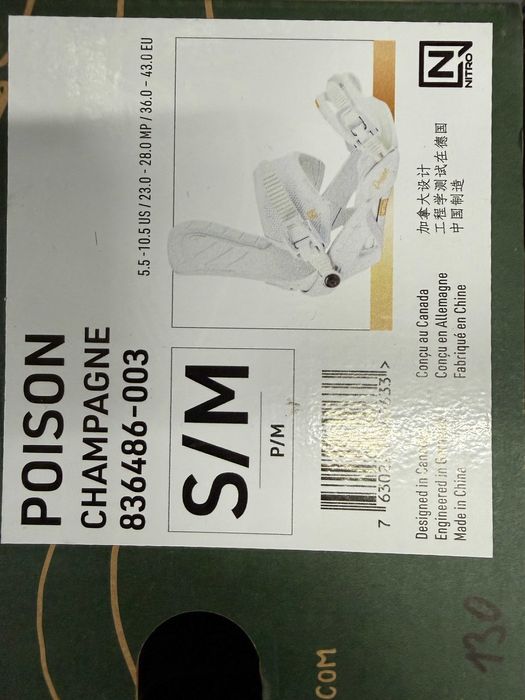 POISON
CHAMPAGNE
836486-003
5.5 -10.5 US / 23.0 - 28.0 MP / 36.0 - 43.0 EU
S/M
P/M
NITRO
Designed in Canada
Engineered in Germany
Made in China
Conçu au Canada
Conçu en Allemagne
Fabriqué en Chine
加拿大设计
工程学测试在德国
中国制造
COM
130